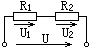 R₁ R₂
U₁ U₂
U